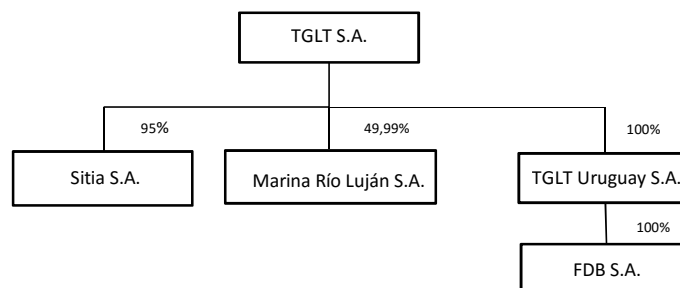 TGLT S.A.
95%
49,99%
100%
Sitia S.A.
Marina Río Luján S.A.
TGLT Uruguay S.A.
100%
FDB S.A.